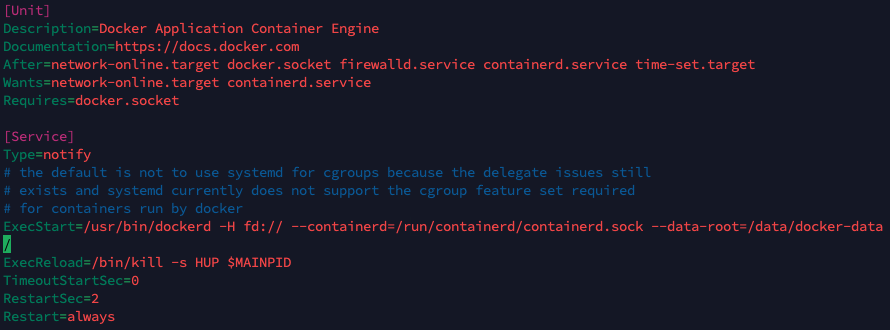 [Unit]
Description=Docker Application Container Engine
Documentation=https://docs.docker.com
After=network-online.target docker.socket firewalld.service containerd.service time-set.target
Wants=network-online.target containerd.service
Requires=docker.socket
[Service]
Type=notify
# the default is not to use systemd for cgroups because the delegate issues still
# exists and systemd currently does not support the cgroup feature set required
# for containers run by docker
ExecStart=/usr/bin/dockerd -H fd:// --containerd=/run/containerd/containerd.sock --data-root=/data/docker-data
/
ExecReload=/bin/kill -s HUP $MAINPID
TimeoutStartSec=0
RestartSec=2
Restart=always